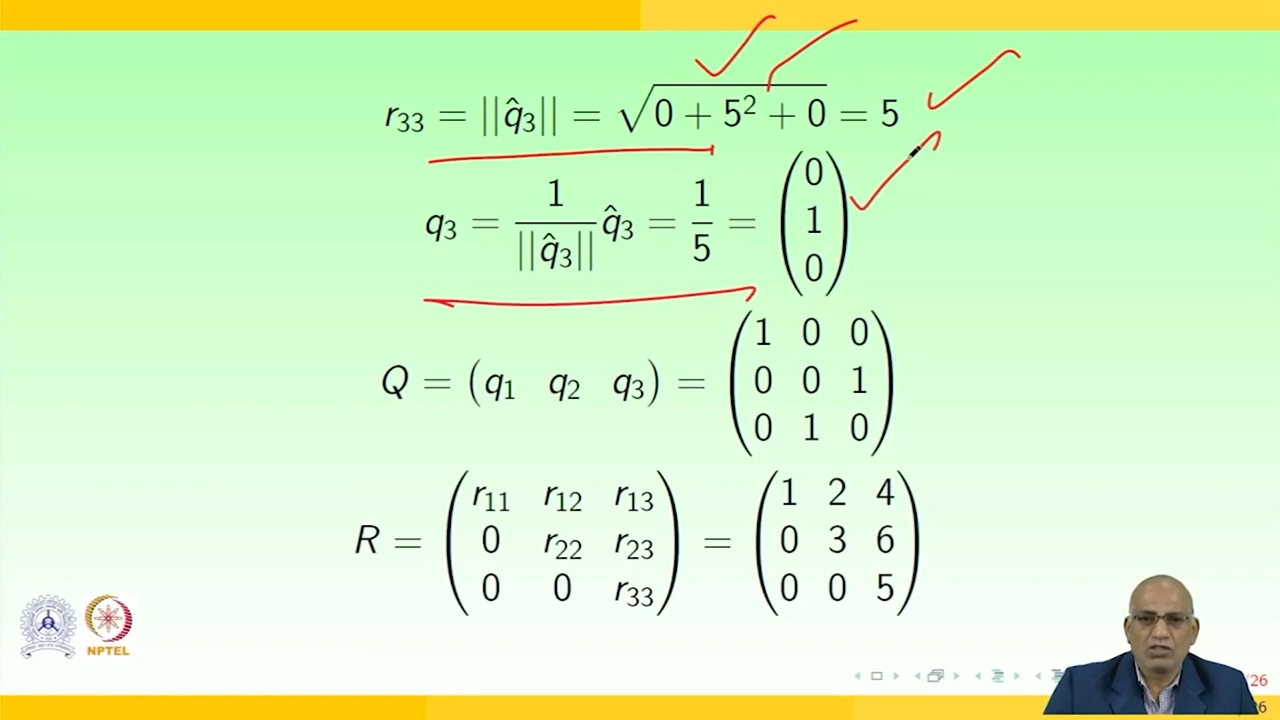 r₃₃ = ||q̂₃|| = √(0 + 5² + 0) = 5
q₃ = 1/||q̂₃|| q̂₃ = 1/5 = (0 1 0)
Q = (q₁ q₂ q₃) = (1 0 0
0 0 1
0 1 0)
R = (r₁₁ r₁₂ r₁₃
0 r₂₂ r₂₃
0 0 r₃₃) = (1 2 4
0 3 6
0 0 5)
NPTEL
/26